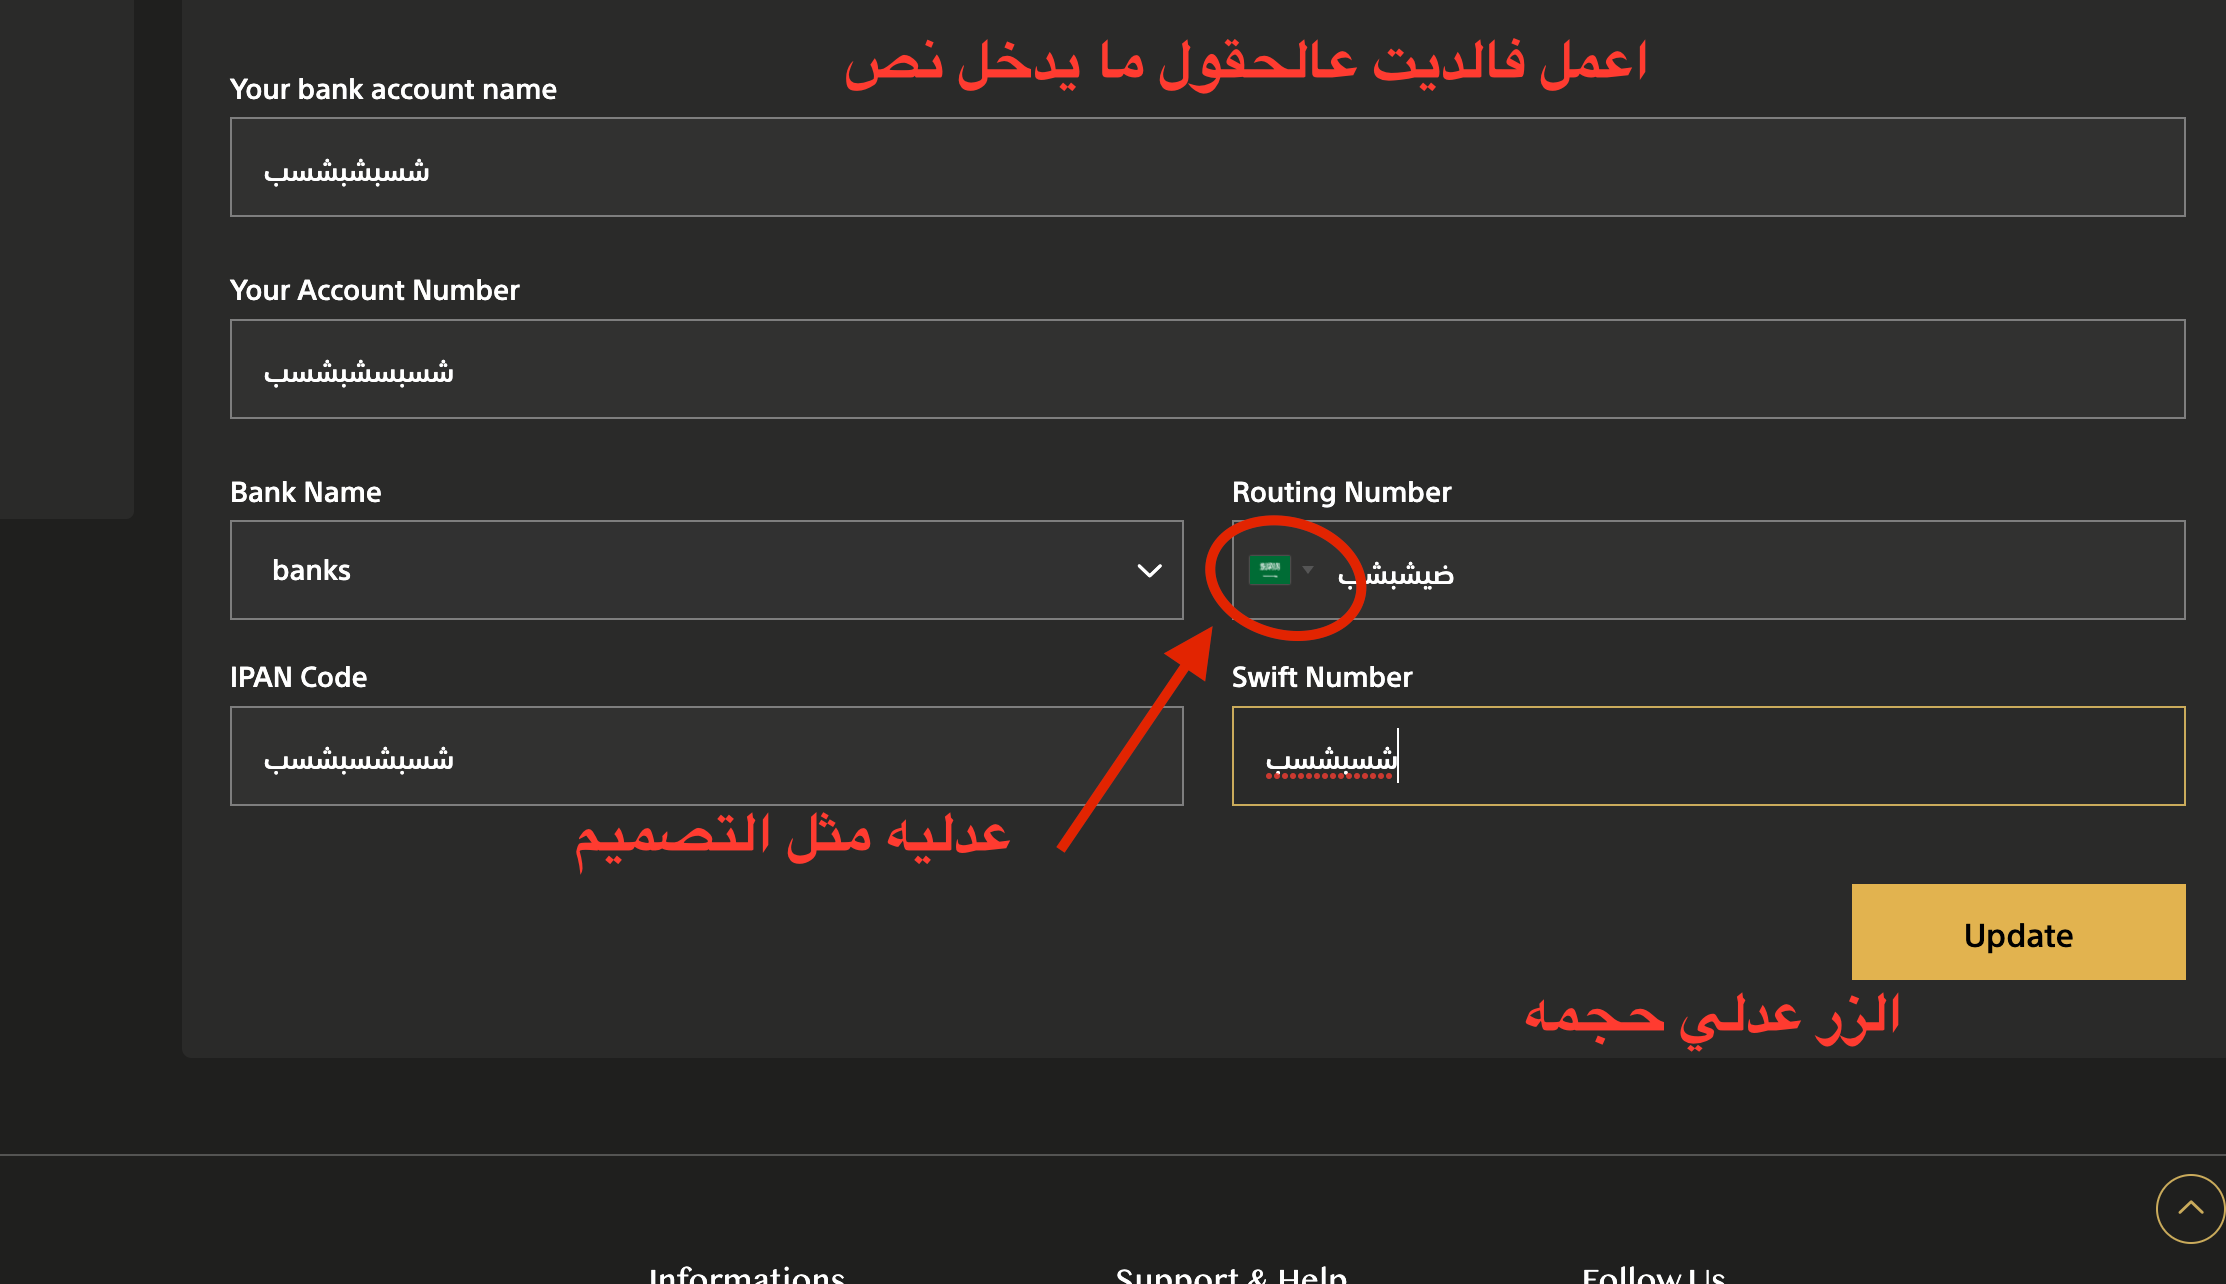 اعمل فالديت عالحقول ما يدخل نص
Your bank account name
شسبشبشسب
Your Account Number
شسبسشبشسب
Bank Name
Routing Number
banks
ضيشبشب
IPAN Code
Swift Number
شسبشسبشسب
شسبشسب
عدليه مثل التصميم
Update
الزر عدلي حجمه
Informations
Support & Help
Follow Us